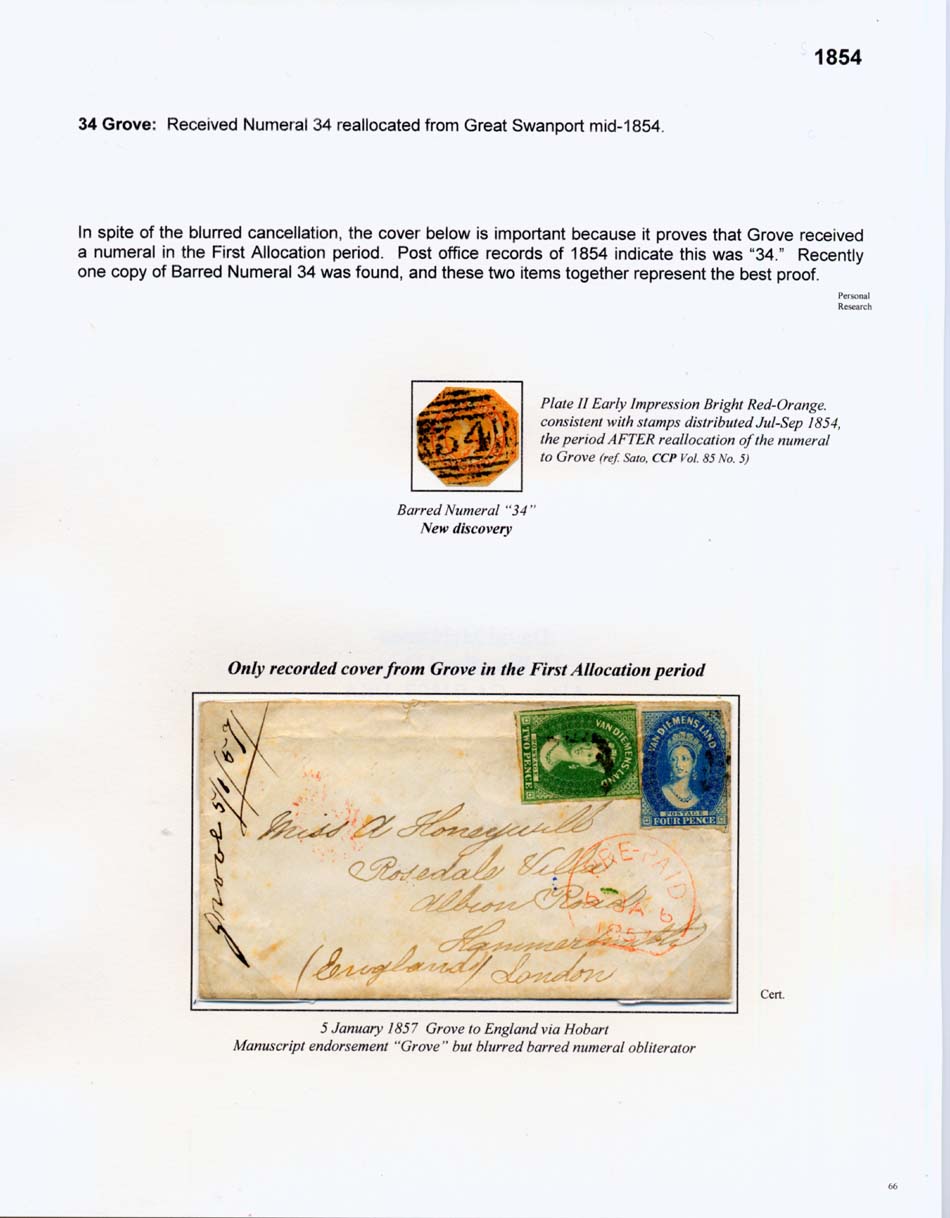 1854
34 Grove: Received Numeral 34 reallocated from Great Swanport mid-1854.
In spite of the blurred cancellation, the cover below is important because it proves that Grove received
a numeral in the First Allocation period. Post office records of 1854 indicate this was “34.” Recently
one copy of Barred Numeral 34 was found, and these two items together represent the best proof.
Personal
Research
34
Plate II Early Impression Bright Red-Orange.
consistent with stamps distributed Jul-Sep 1854,
the period AFTER reallocation of the numeral
to Grove (ref. Sato, CCP Vol. 85 No. 5)
Barred Numeral “34”
New discovery
Only recorded cover from Grove in the First Allocation period
Grove 5/1/57
VAN DIEMENS LAND
POSTAGE
TWO PENCE
VAN DIEMENS LAND
POSTAGE
FOUR PENCE
Miss A Honeywill
Rosedale Villa
Albion Road
Hammersmith
(England) London
PRE-PAID
6 JA 6
1857
Cert.
5 January 1857 Grove to England via Hobart
Manuscript endorsement “Grove” but blurred barred numeral obliterator
66